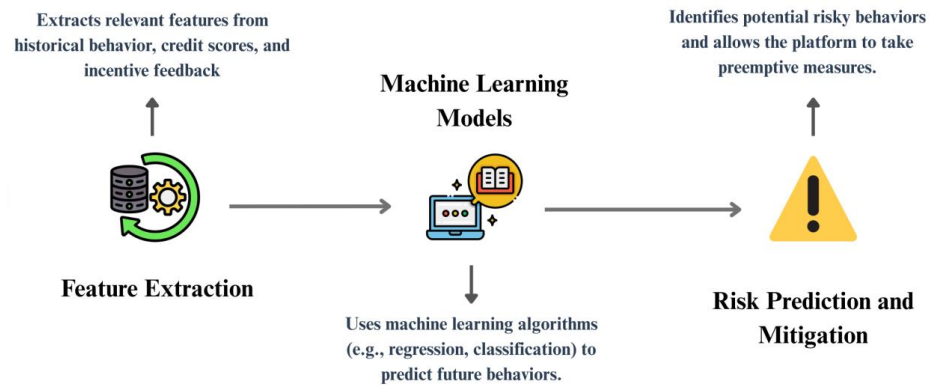 Extracts relevant features from
historical behavior, credit scores, and
incentive feedback
Feature Extraction
Machine Learning
Models
Uses machine learning algorithms
(e.g., regression, classification) to
predict future behaviors.
Identifies potential risky behaviors
and allows the platform to take
preemptive measures.
Risk Prediction and
Mitigation